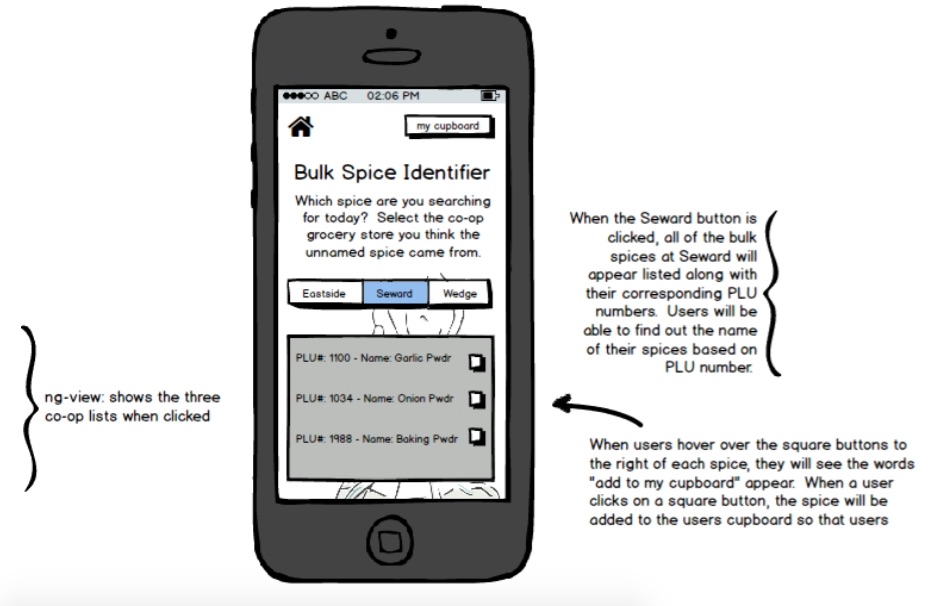 ABC 02:06 PM
my cupboard
Bulk Spice Identifier
Which spice are you searching
for today? Select the co-op
grocery store you think the
unnamed spice came from.
Eastside Seward Wedge
PLU#: 1100 - Name: Garlic Pwdr
PLU#: 1034 - Name: Onion Pwdr
PLU#: 1988 - Name: Baking Pwdr
ng-view: shows the three
co-op lists when clicked
When the Seward button is
clicked, all of the bulk
spices at Seward will
appear listed along with
their corresponding PLU
numbers. Users will be
able to find out the name
of their spices based on
PLU number.
When users hover over the square buttons to
the right of each spice, they will see the words
"add to my cupboard" appear. When a user
clicks on a square button, the spice will be
added to the users cupboard so that users